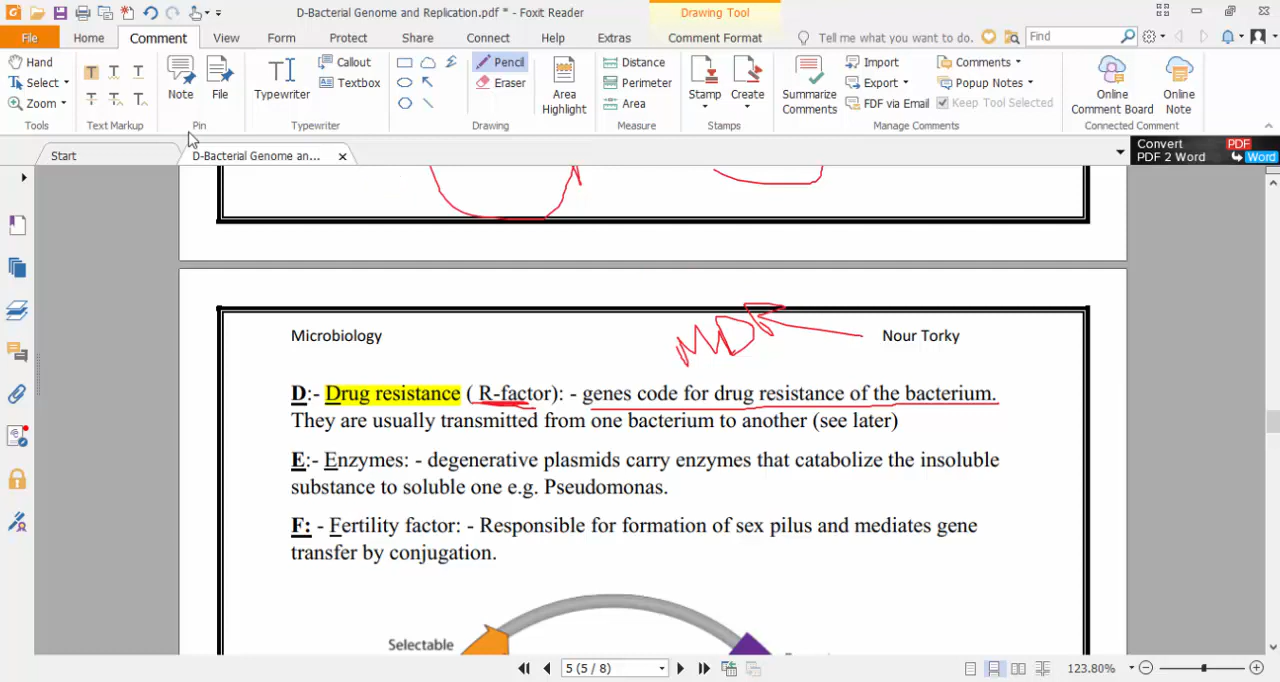 D-Bacterial Genome and Replication.pdf * - Foxit Reader
Drawing Tool
File Home Comment View Form Protect Share Connect Help Extras Comment Format Tell me what you want to do. Find
Hand
Select
Zoom
Tools
Text Markup
Note
File
Pin
Typewriter
Callout
Textbox
Typewriter
Pencil
Eraser
Area
Highlight
Drawing
Distance
Perimeter
Area
Measure
Stamp
Create
Stamps
Summarize
Comments
Import
Export
FDF via Email
Comments
Popup Notes
Keep Tool Selected
Manage Comments
Online
Comment Board
Online
Note
Connected Comment
Start
D-Bacterial Genome an...
Convert
PDF 2 Word
PDF
Word
MDR
Microbiology Nour Torky
D:- Drug resistance ( R-factor): - genes code for drug resistance of the bacterium.
They are usually transmitted from one bacterium to another (see later)
E:- Enzymes: - degenerative plasmids carry enzymes that catabolize the insoluble
substance to soluble one e.g. Pseudomonas.
F: - Fertility factor: - Responsible for formation of sex pilus and mediates gene
transfer by conjugation.
Selectable
5 (5 / 8)
123.80%